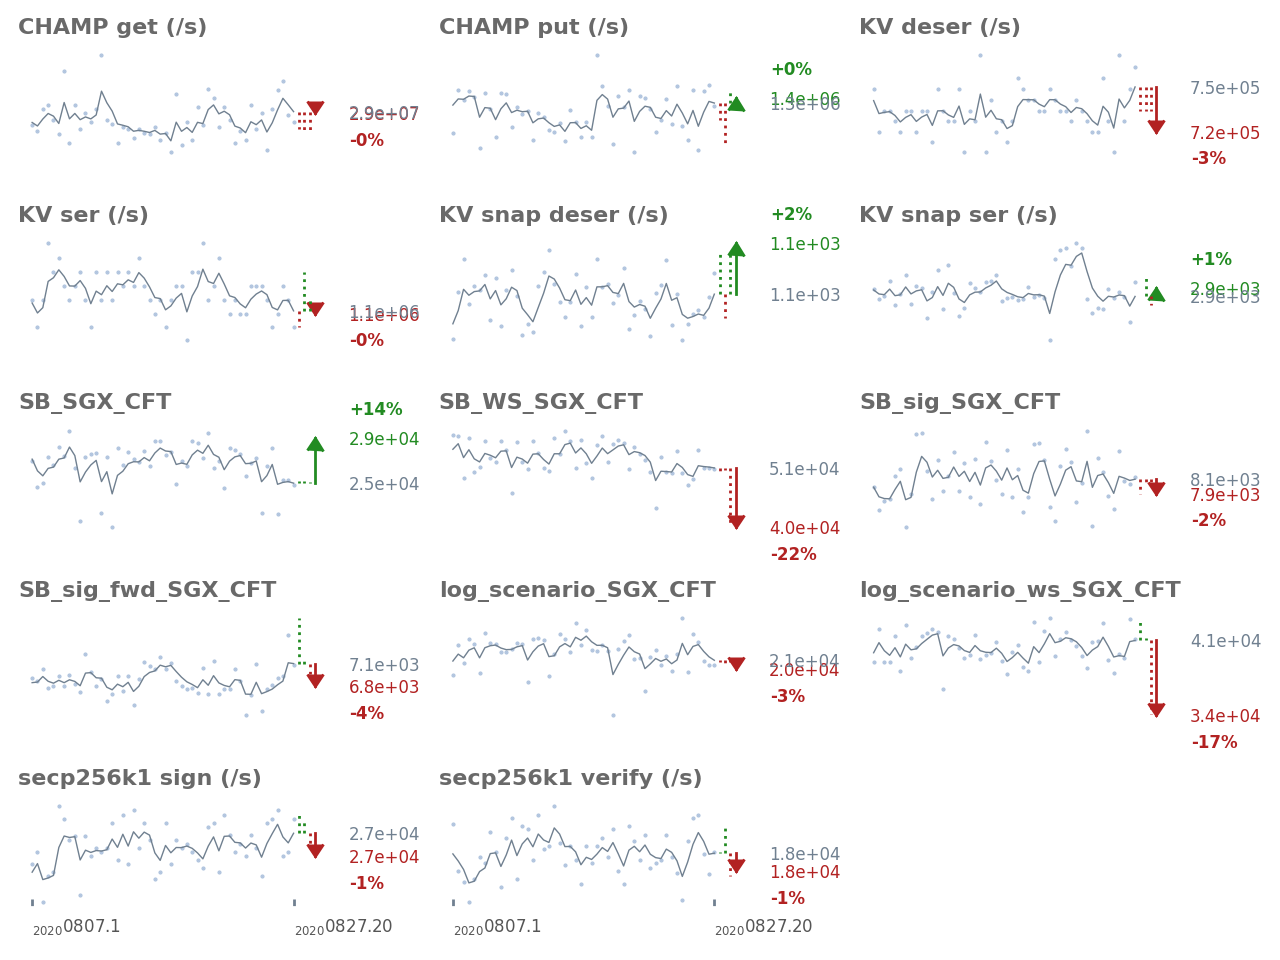 CHAMP get (/s)
2.9e+07
2.9e+07
-0%
CHAMP put (/s)
+0%
1.4e+06
1.3e+06
KV deser (/s)
7.5e+05
7.2e+05
-3%
KV ser (/s)
1.1e+06
1.1e+06
-0%
KV snap deser (/s)
+2%
1.1e+03
1.1e+03
KV snap ser (/s)
+1%
2.9e+03
2.9e+03
SB_SGX_CFT
+14%
2.9e+04
2.5e+04
SB_WS_SGX_CFT
5.1e+04
4.0e+04
-22%
SB_sig_SGX_CFT
8.1e+03
7.9e+03
-2%
SB_sig_fwd_SGX_CFT
7.1e+03
6.8e+03
-4%
log_scenario_SGX_CFT
2.1e+04
2.0e+04
-3%
log_scenario_ws_SGX_CFT
4.1e+04
3.4e+04
-17%
secp256k1 sign (/s)
2.7e+04
2.7e+04
-1%
20200807.1
20200827.20
secp256k1 verify (/s)
1.8e+04
1.8e+04
-1%
20200807.1
20200827.20